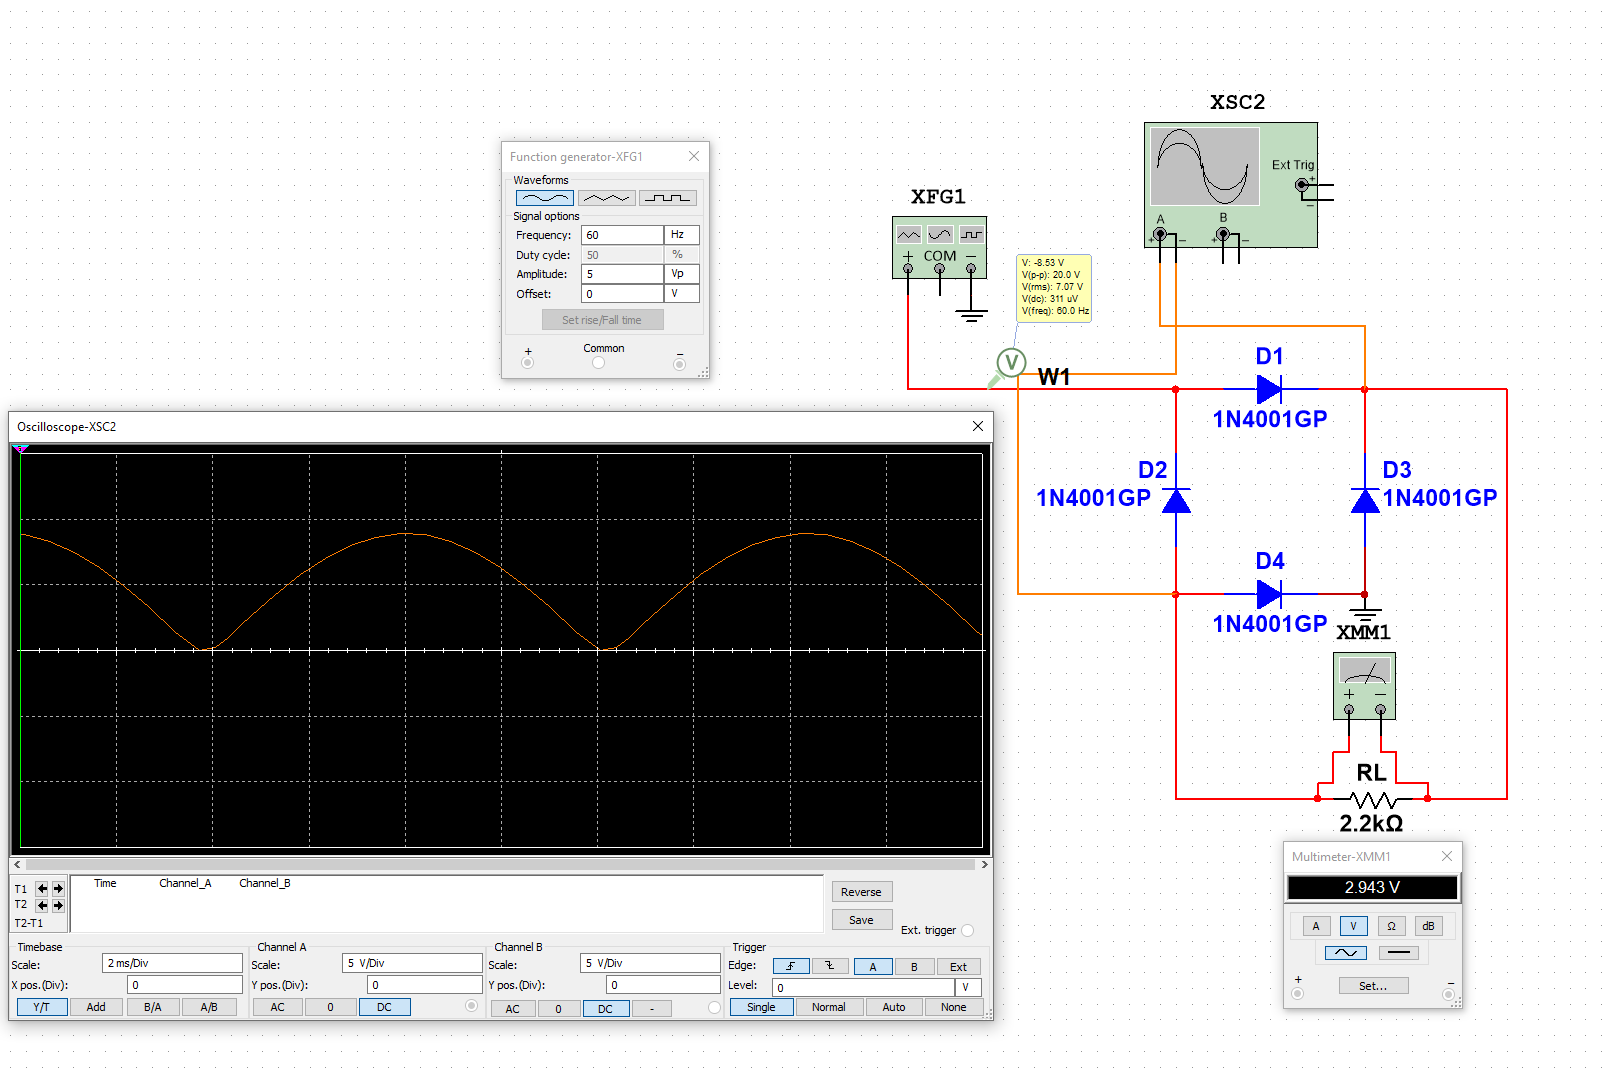 XSC2
Ext Trig
+
−
A
B
+
−
+
−
XFG1
+ COM −
V: -8.53 V
V(p-p): 20.0 V
V(rms): 7.07 V
V(dc): 311 uV
V(freq): 60.0 Hz
V
W1
D1
1N4001GP
D2
1N4001GP
D3
1N4001GP
D4
1N4001GP
XMM1
+ −
RL
2.2kΩ
Function generator-XFG1
Waveforms
Signal options
Frequency: 60 Hz
Duty cycle: 50 %
Amplitude: 5 Vp
Offset: 0 V
Set rise/Fall time
+ Common −
Oscilloscope-XSC2
T1
T2
T2-T1
Time Channel_A Channel_B
Reverse
Save
Ext. trigger
Timebase
Scale: 2 ms/Div
X pos.(Div): 0
Y/T Add B/A A/B
Channel A
Scale: 5 V/Div
Y pos.(Div): 0
AC 0 DC
Channel B
Scale: 5 V/Div
Y pos.(Div): 0
AC 0 DC -
Trigger
Edge: A B Ext
Level: 0 V
Single Normal Auto None
Multimeter-XMM1
2.943 V
A V Ω dB
+ Set... −